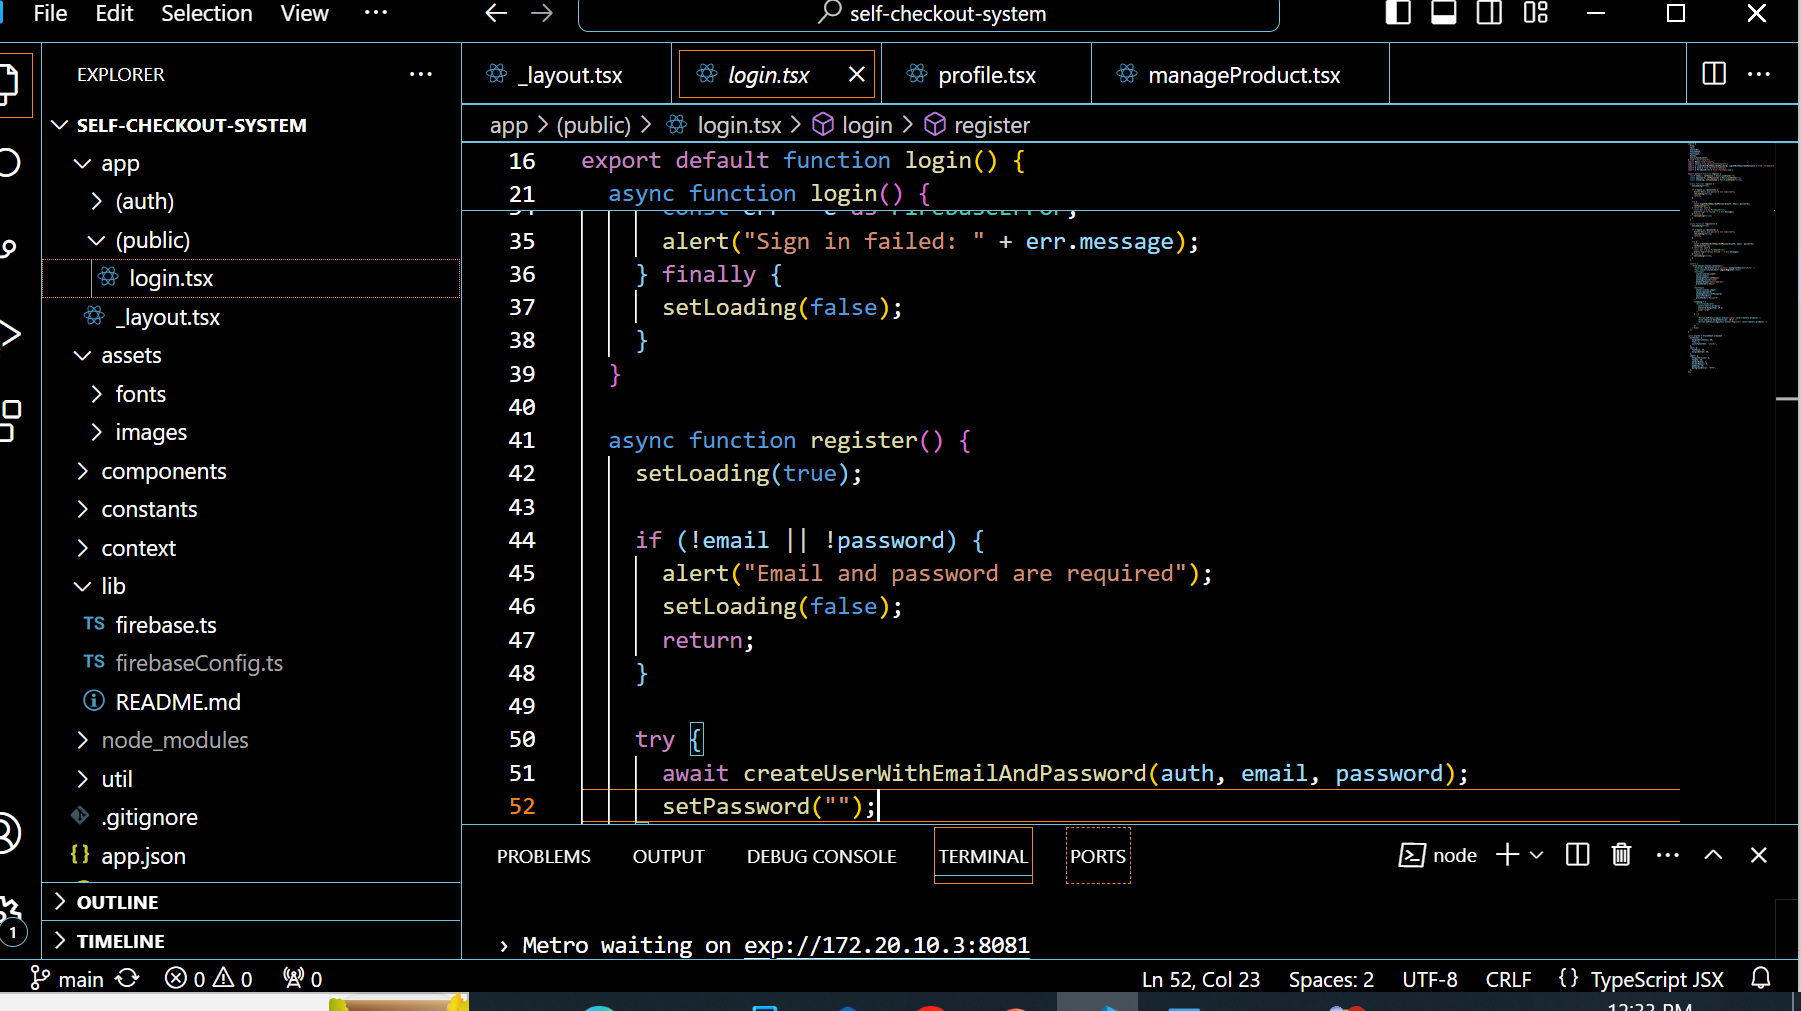 File Edit Selection View ···
self-checkout-system
EXPLORER
SELF-CHECKOUT-SYSTEM
app
(auth)
(public)
login.tsx
_layout.tsx
assets
fonts
images
components
constants
context
lib
TS firebase.ts
TS firebaseConfig.ts
README.md
node_modules
util
.gitignore
{} app.json
OUTLINE
TIMELINE
1
_layout.tsx
login.tsx
profile.tsx
manageProduct.tsx
app > (public) > login.tsx > login > register
16 export default function login() {
21 async function login() {
35 alert("Sign in failed: " + err.message);
36 } finally {
37 setLoading(false);
38 }
39 }
40
41 async function register() {
42 setLoading(true);
43
44 if (!email || !password) {
45 alert("Email and password are required");
46 setLoading(false);
47 return;
48 }
49
50 try {
51 await createUserWithEmailAndPassword(auth, email, password);
52 setPassword("");
PROBLEMS OUTPUT DEBUG CONSOLE TERMINAL PORTS
node
› Metro waiting on exp://172.20.10.3:8081
main 0 0 0
Ln 52, Col 23 Spaces: 2 UTF-8 CRLF {} TypeScript JSX